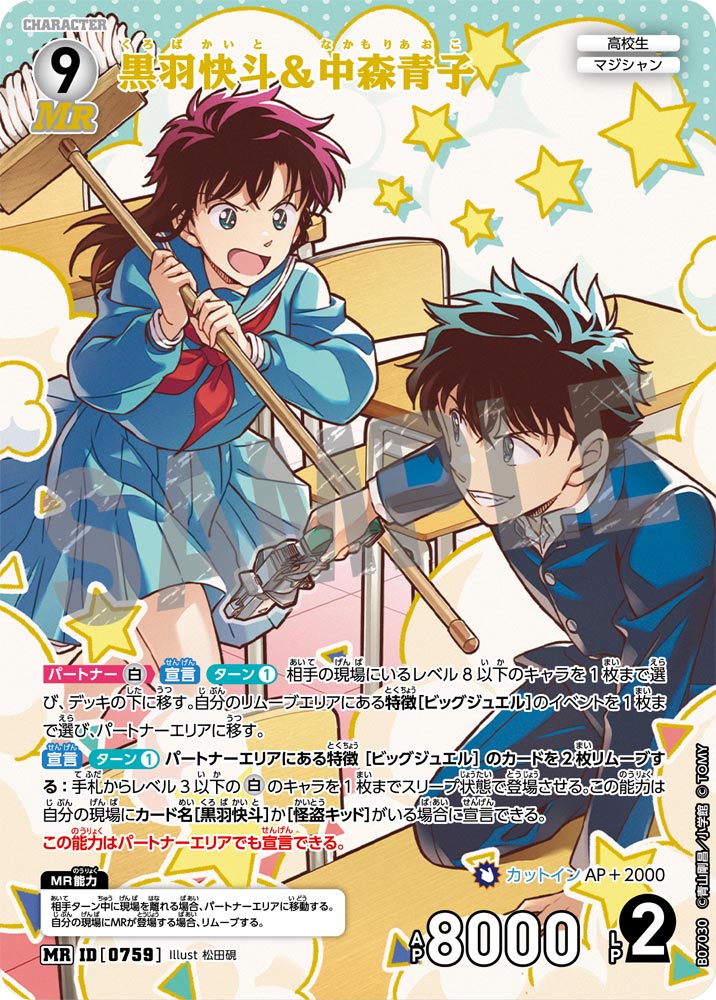 CHARACTER
9
MR
くろばかいと なかもりあおこ
黒羽快斗&中森青子
高校生
マジシャン
SAMPLE
パートナー 白 宣言 ターン1 相手の現場にいるレベル8以下のキャラを1枚まで選
び、デッキの下に移す。自分のリムーブエリアにある特徴[ビッグジュエル]のイベントを1枚ま
で選び、パートナーエリアに移す。
宣言 ターン1 パートナーエリアにある特徴[ビッグジュエル]のカードを2枚リムーブす
る:手札からレベル3以下の白のキャラを1枚までスリープ状態で登場させる。この能力は
自分の現場にカード名[黒羽快斗]か[怪盗キッド]がいる場合に宣言できる。
この能力はパートナーエリアでも宣言できる。
カットイン AP+2000
MR能力
相手ターン中に現場を離れる場合、パートナーエリアに移動する。
自分の現場にMRが登場する場合、リムーブする。
AP 8000 LP 2
MR ID[0759] Illust 松田硯
B07030 ©青山剛昌/小学館 ©TOMY